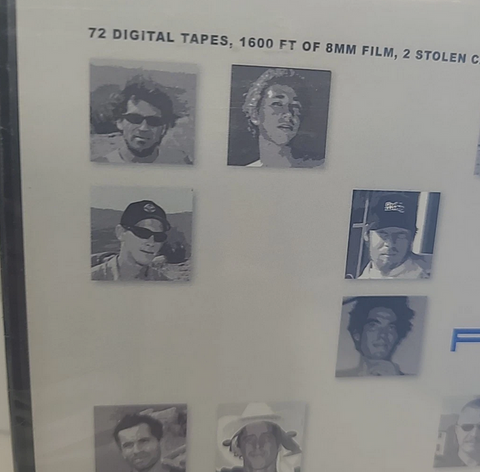 72 DIGITAL TAPES, 1600 FT OF 8MM FILM, 2 STOLEN